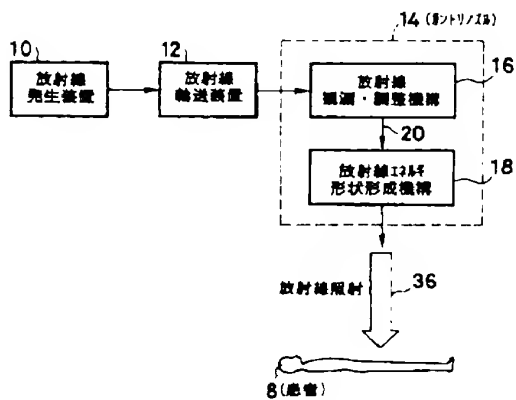 14 (ガントリノズル)
10
放射線
発生装置
12
放射線
輸送装置
16
放射線
観測・調整機構
20
18
放射線エネルギ
形状形成機構
放射線照射
36
8 (患者)